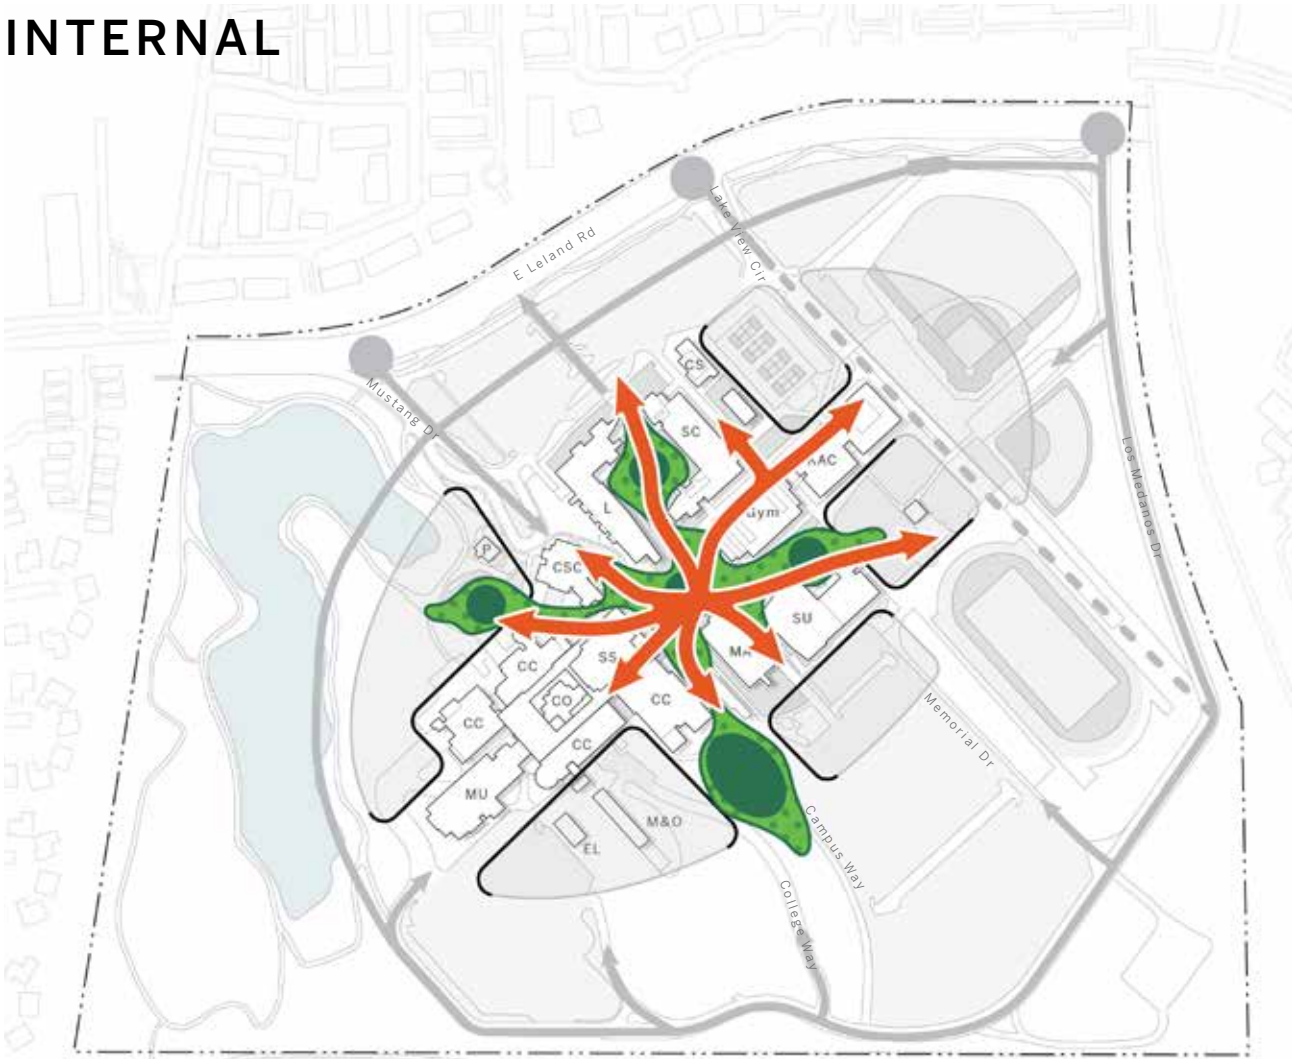 INTERNAL
Lake View Cir
E Leland Rd
Mustang Dr
CS
SC
KAC
Los Medanos Dr
L
Gym
P
CSC
SU
MA
SS
CC
CO
CC
CC
CC
Memorial Dr
MU
M&O
EL
Campus Way
College Way